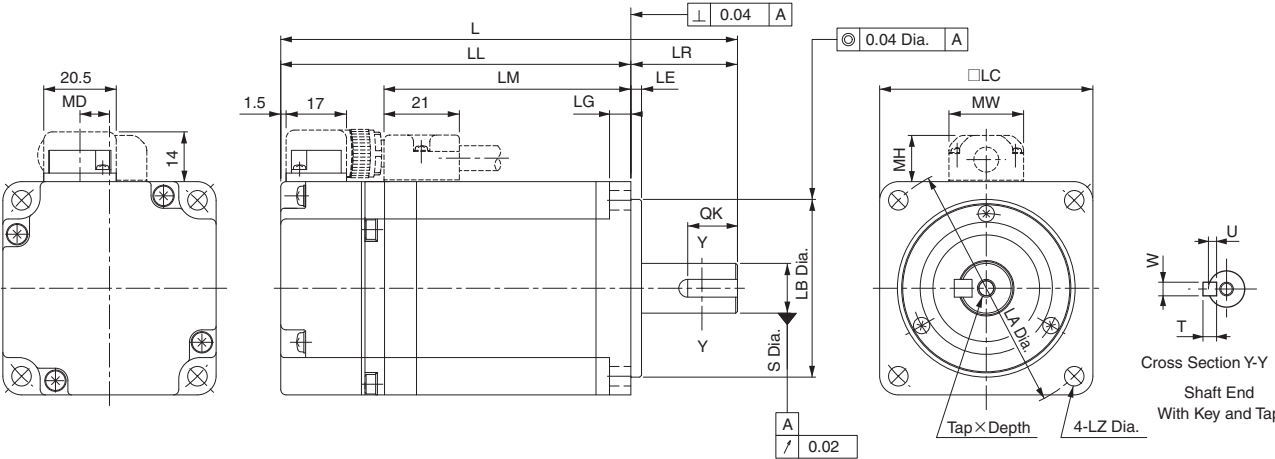 ⊥ 0.04 A
L
◎ 0.04 Dia. A
LL
LR
20.5
MD
LM
LE
□LC
1.5
17
21
LG
MW
14
MH
QK
Y
U
W
LB Dia.
LA Dia.
T
S Dia.
Y
Cross Section Y-Y
Shaft End
With Key and Tap
A
↗ 0.02
Tap×Depth
4-LZ Dia.